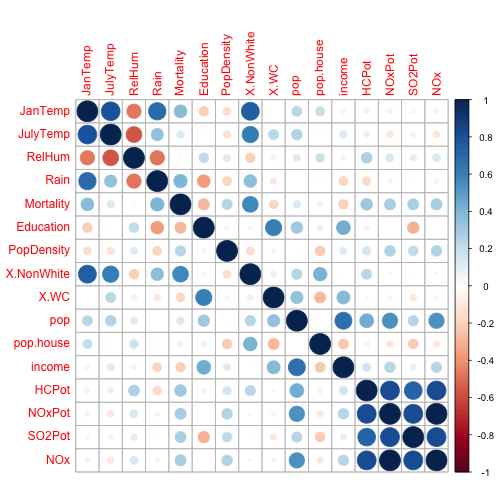 JanTemp
JulyTemp
RelHum
Rain
Mortality
Education
PopDensity
X.NonWhite
X.WC
pop
pop.house
income
HCPot
NOxPot
SO2Pot
NOx
JanTemp
JulyTemp
RelHum
Rain
Mortality
Education
PopDensity
X.NonWhite
X.WC
pop
pop.house
income
HCPot
NOxPot
SO2Pot
NOx
1
0.8
0.6
0.4
0.2
0
-0.2
-0.4
-0.6
-0.8
-1